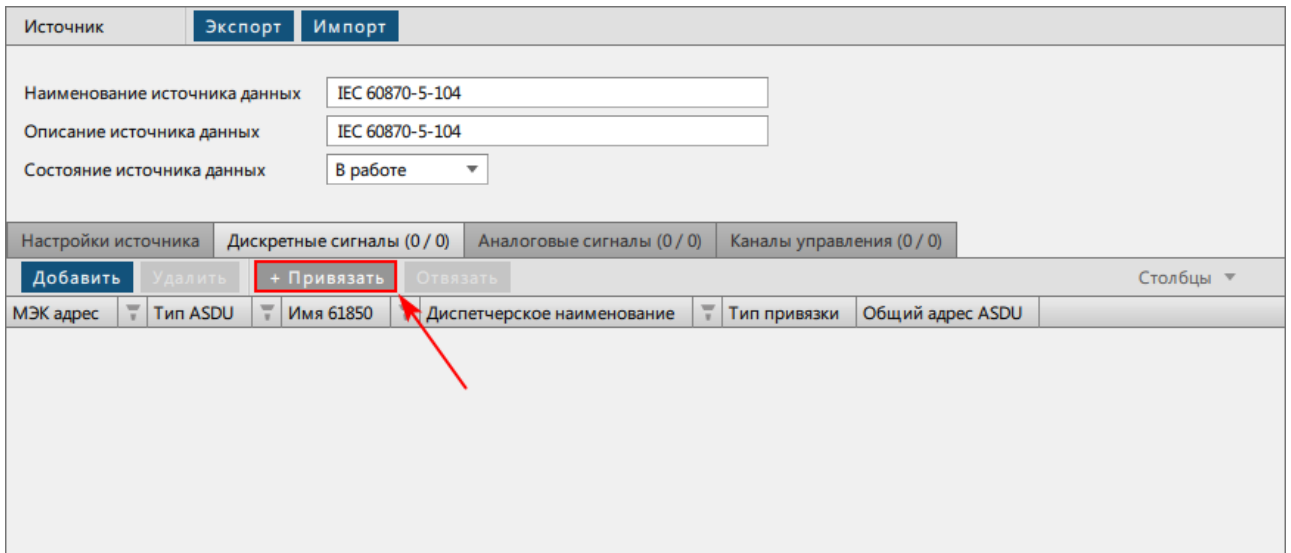 Источник Экспорт Импорт
Наименование источника данных IEC 60870-5-104
Описание источника данных IEC 60870-5-104
Состояние источника данных В работе
Настройки источника Дискретные сигналы (0 / 0) Аналоговые сигналы (0 / 0) Каналы управления (0 / 0)
Добавить Удалить + Привязать Отвязать Столбцы
МЭК адрес Тип ASDU Имя 61850 Диспетчерское наименование Тип привязки Общий адрес ASDU